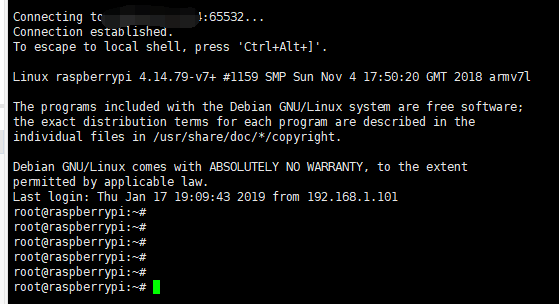 Connecting to :65532...
Connection established.
To escape to local shell, press 'Ctrl+Alt+]'.
Linux raspberrypi 4.14.79-v7+ #1159 SMP Sun Nov 4 17:50:20 GMT 2018 armv7l
The programs included with the Debian GNU/Linux system are free software;
the exact distribution terms for each program are described in the
individual files in /usr/share/doc/*/copyright.
Debian GNU/Linux comes with ABSOLUTELY NO WARRANTY, to the extent
permitted by applicable law.
Last login: Thu Jan 17 19:09:43 2019 from 192.168.1.101
root@raspberrypi:~#
root@raspberrypi:~#
root@raspberrypi:~#
root@raspberrypi:~#
root@raspberrypi:~#
root@raspberrypi:~#